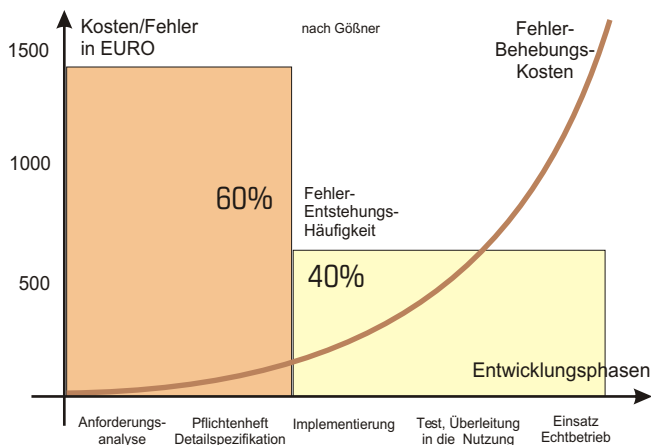 Kosten/Fehler
in EURO
nach Gößner
Fehler-
Behebungs-
Kosten
1500
1000
500
60%
Fehler-
Entstehungs-
Häufigkeit
40%
Entwicklungsphasen
Anforderungs-
analyse
Pflichtenheft
Detailspezifikation
Implementierung
Test, Überleitung
in die Nutzung
Einsatz
Echtbetrieb